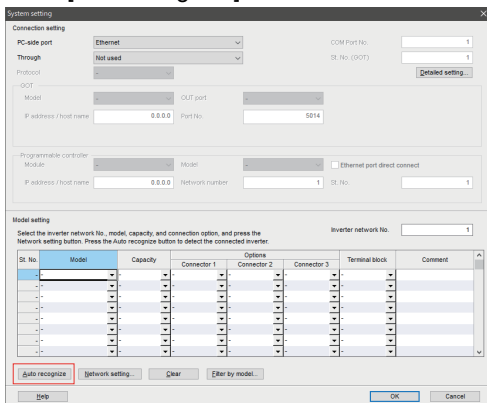 System setting
Connection setting
PC-side port Ethernet COM Port No. 1
Through Not used St. No. (GOT) 1
Protocol - Detailed setting...
GOT
Model - OUT port -
IP address / host name 0.0.0.0 Port No. 5014
Programmable controller
Module - Model - Ethernet port direct connect
IP address / host name 0.0.0.0 Network number 1 St. No. 1
Model setting
Select the inverter network No., model, capacity, and connection option, and press the
Network setting button. Press the Auto recognize button to detect the connected inverter.
Inverter network No. 1
St. No. Model Capacity Options Terminal block Comment
Connector 1 Connector 2 Connector 3
- - - - - - -
- - - - - - -
- - - - - - -
- - - - - - -
- - - - - - -
- - - - - - -
- - - - - - -
- - - - - - -
Auto recognize Network setting... Clear Filter by model...
Help OK Cancel